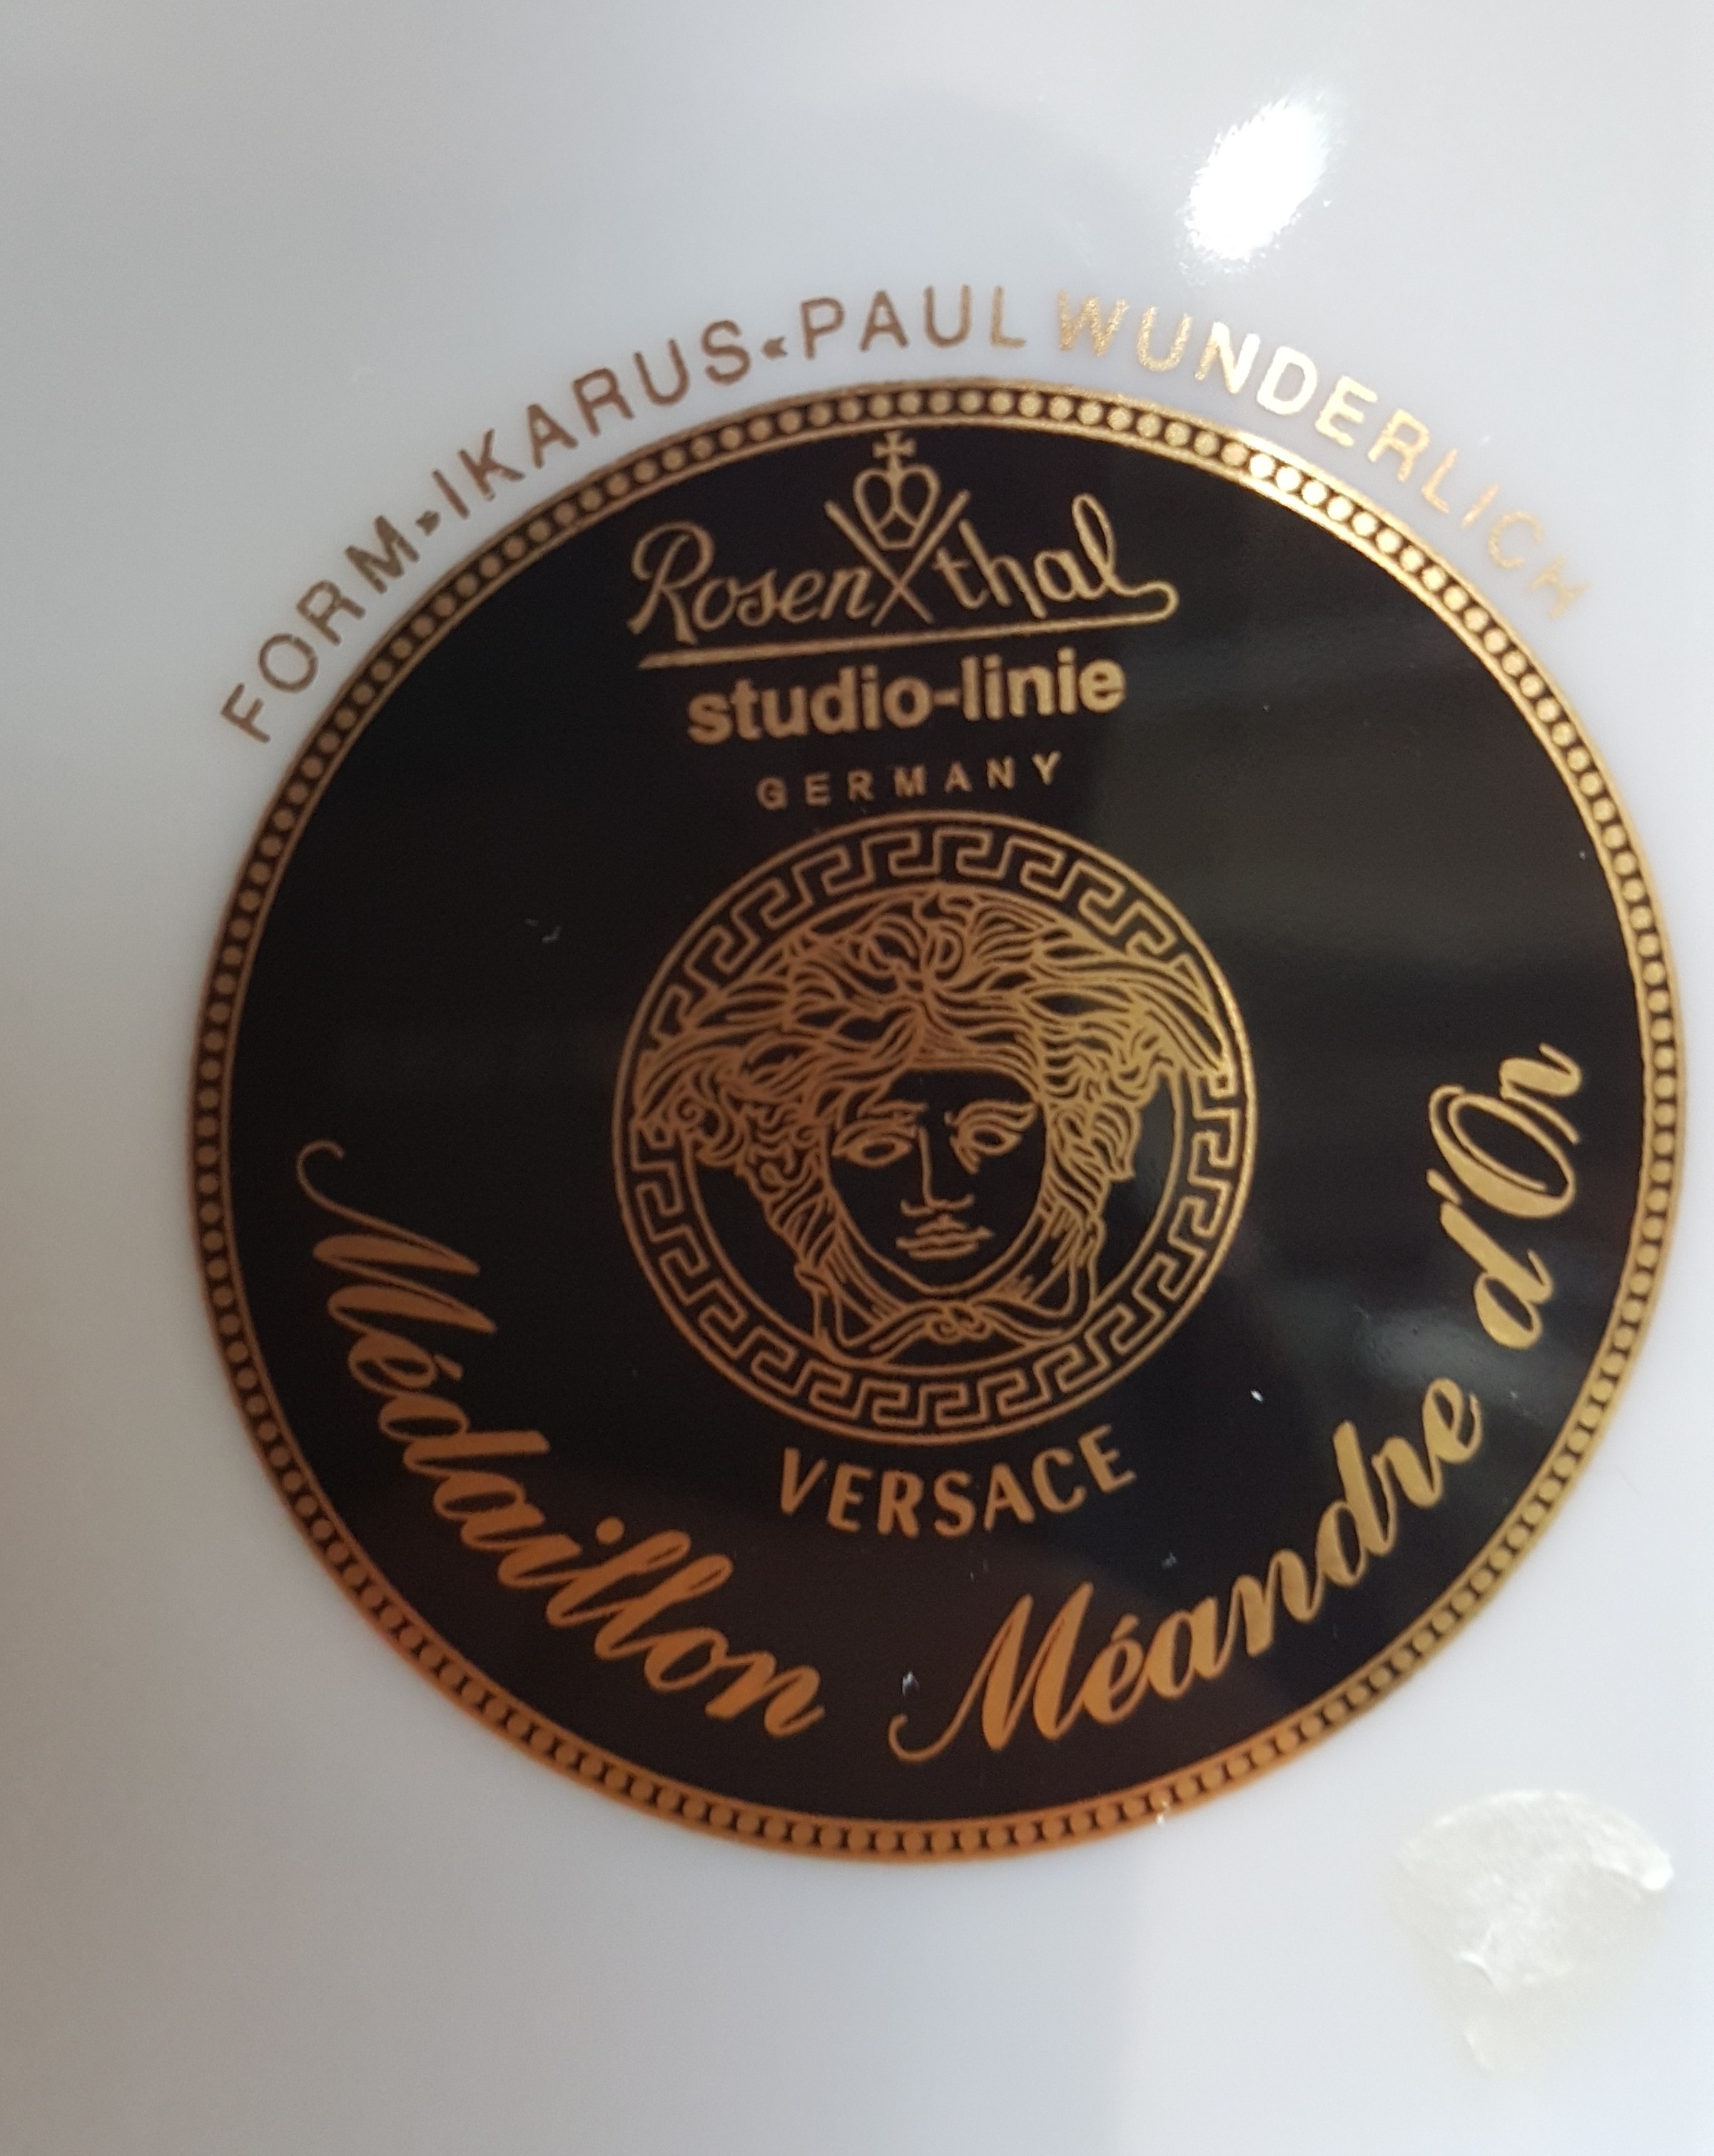 FORM »IKARUS« PAUL WUNDERLICH
Rosenthal
studio-linie
GERMANY
VERSACE
Médaillon Méandre d'Or